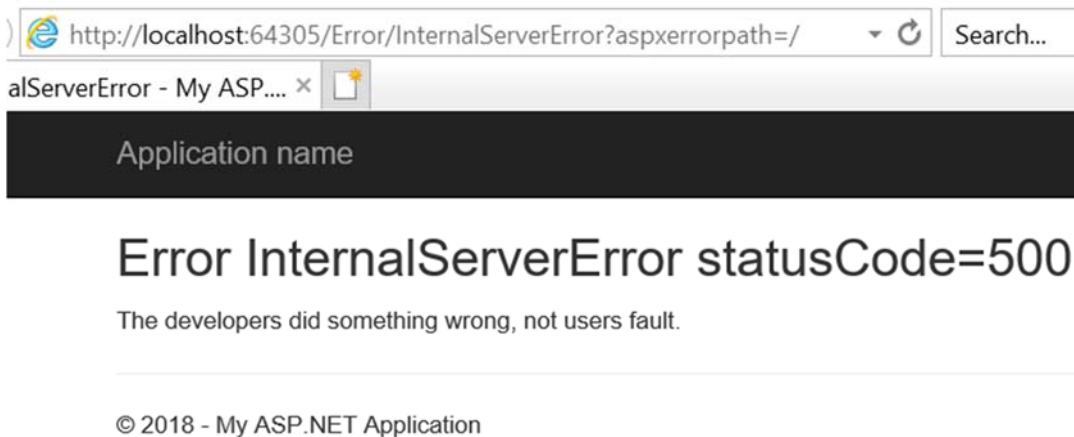 http://localhost:64305/Error/InternalServerError?aspxerrorpath=/ Search...
alServerError - My ASP.... ×
Application name
Error InternalServerError statusCode=500
The developers did something wrong, not users fault.
© 2018 - My ASP.NET Application